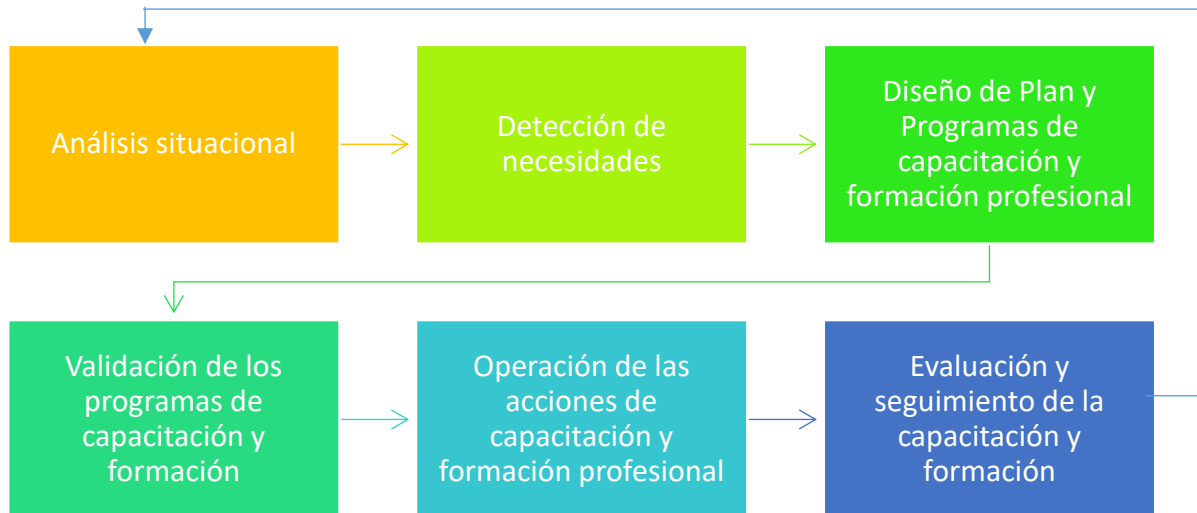 Análisis situacional
Detección de
necesidades
Diseño de Plan y
Programas de
capacitación y
formación profesional
Validación de los
programas de
capacitación y
formación
Operación de las
acciones de
capacitación y
formación profesional
Evaluación y
seguimiento de la
capacitación y
formación